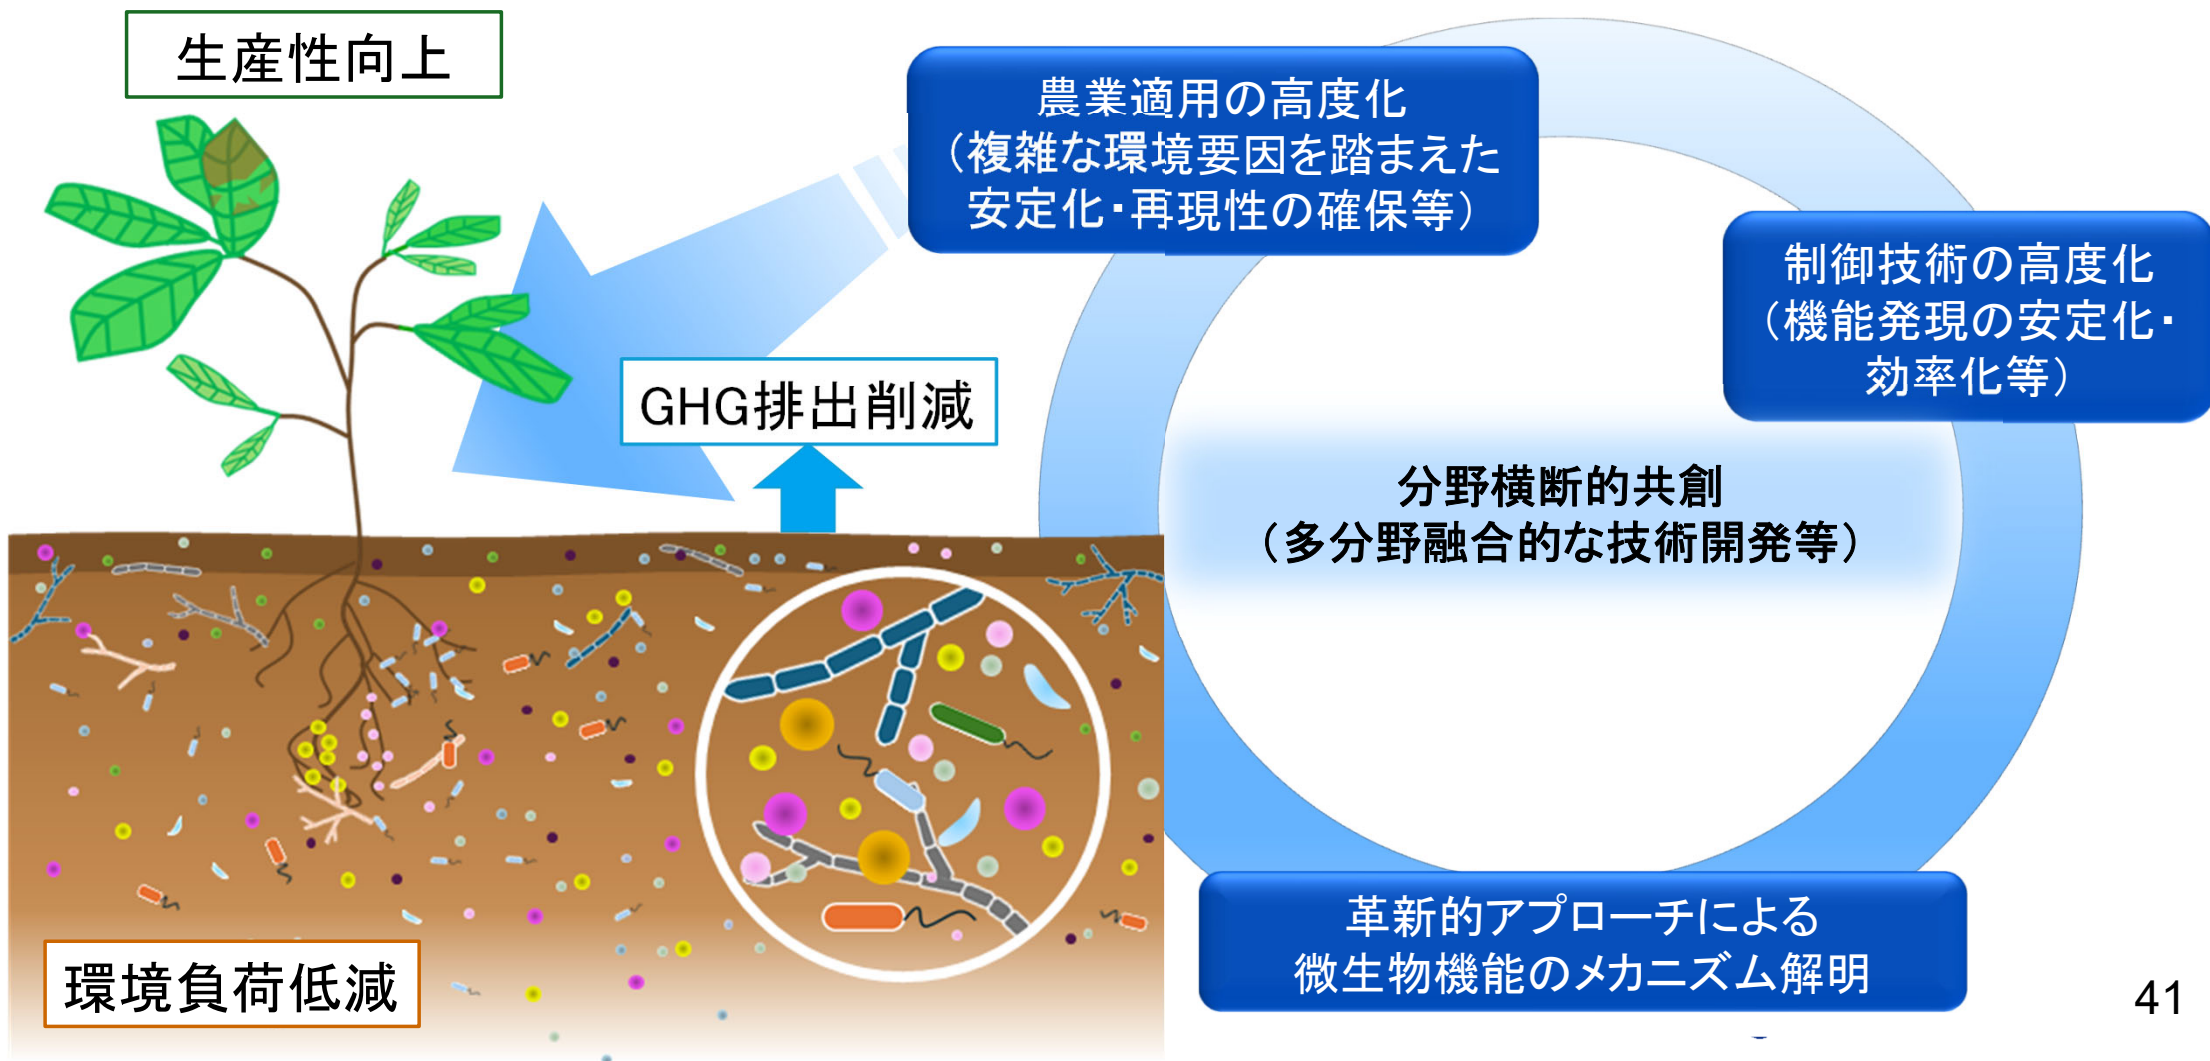 生産性向上
農業適用の高度化
（複雑な環境要因を踏まえた
安定化・再現性の確保等）
制御技術の高度化
（機能発現の安定化・
効率化等）
GHG排出削減
分野横断的共創
（多分野融合的な技術開発等）
革新的アプローチによる
微生物機能のメカニズム解明
環境負荷低減
41